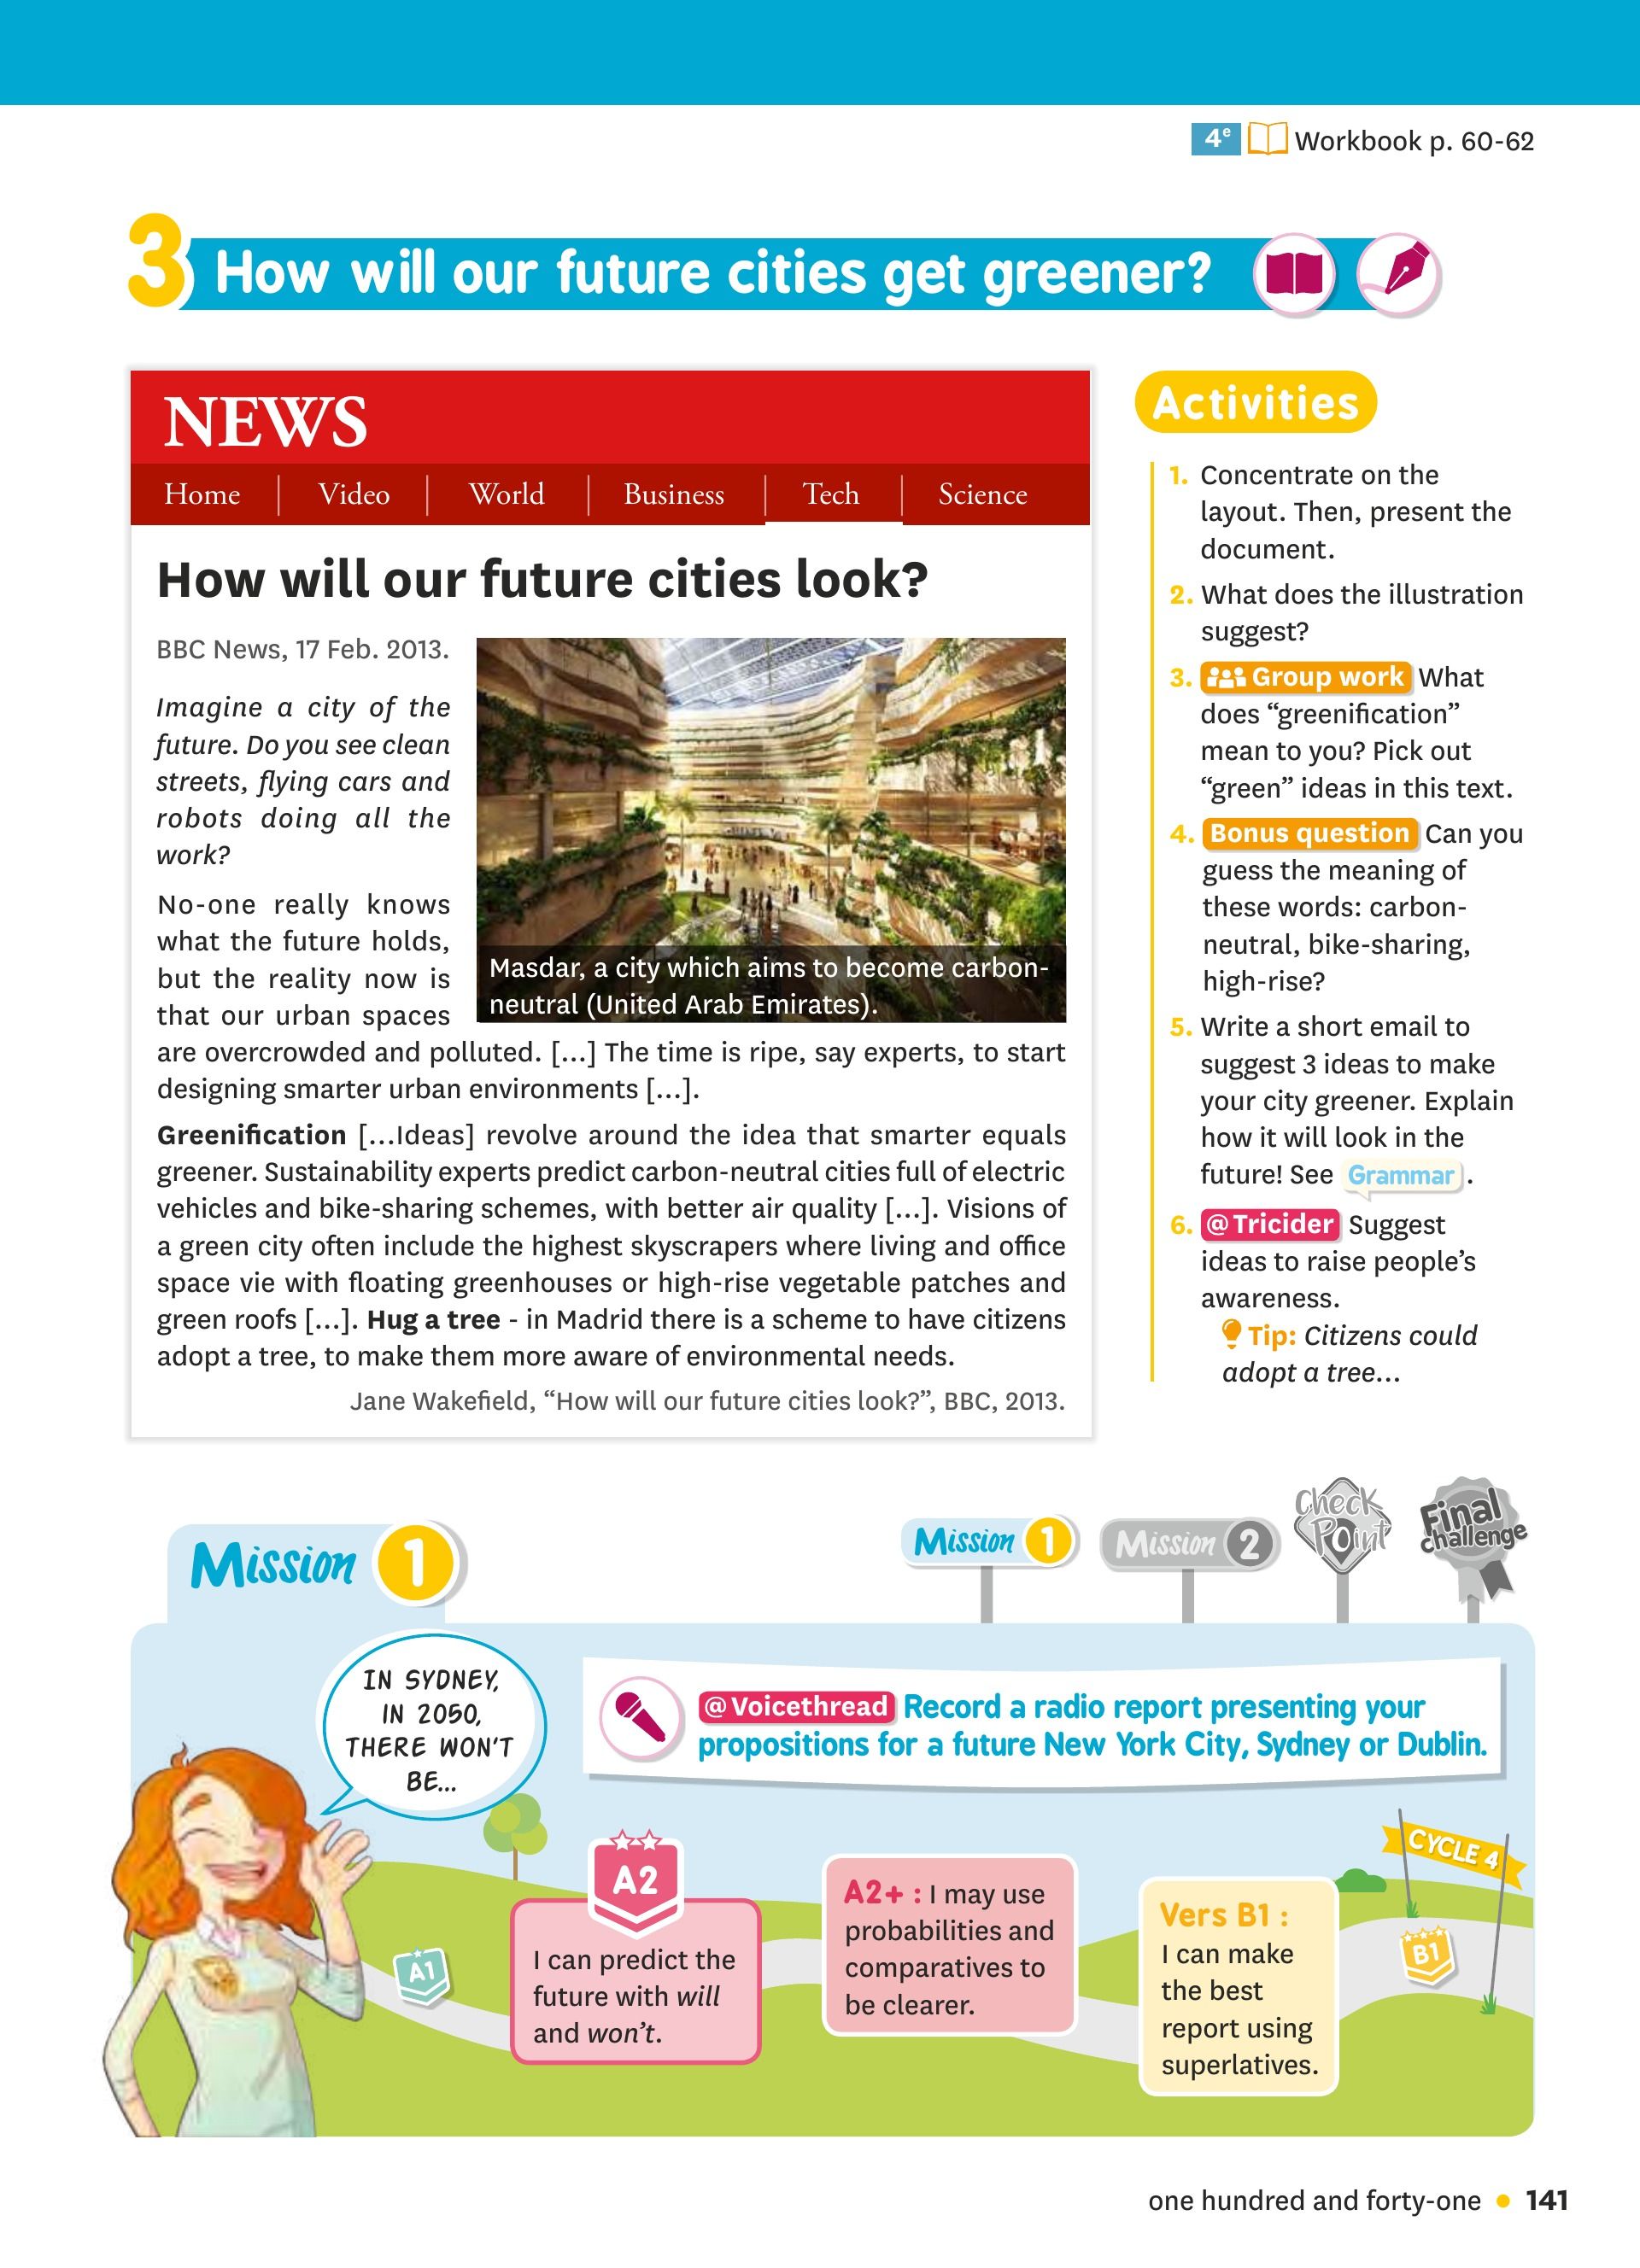 4e Workbook p. 60-62
3 How will our future cities get greener?
NEWS
Home Video World Business Tech Science
How will our future cities look?
BBC News, 17 Feb. 2013.
Imagine a city of the
future. Do you see clean
streets, flying cars and
robots doing all the
work?
No-one really knows
what the future holds,
but the reality now is
that our urban spaces
are overcrowded and polluted. [...] The time is ripe, say experts, to start
designing smarter urban environments [...].
Masdar, a city which aims to become carbon-
neutral (United Arab Emirates).
Greenification [...Ideas] revolve around the idea that smarter equals
greener. Sustainability experts predict carbon-neutral cities full of electric
vehicles and bike-sharing schemes, with better air quality [...]. Visions of
a green city often include the highest skyscrapers where living and office
space vie with floating greenhouses or high-rise vegetable patches and
green roofs [...]. Hug a tree - in Madrid there is a scheme to have citizens
adopt a tree, to make them more aware of environmental needs.
Jane Wakefield, “How will our future cities look?”, BBC, 2013.
Activities
1. Concentrate on the
layout. Then, present the
document.
2. What does the illustration
suggest?
3. Group work What
does “greenification”
mean to you? Pick out
“green” ideas in this text.
4. Bonus question Can you
guess the meaning of
these words: carbon-
neutral, bike-sharing,
high-rise?
5. Write a short email to
suggest 3 ideas to make
your city greener. Explain
how it will look in the
future! See Grammar.
6. @Tricider Suggest
ideas to raise people’s
awareness.
Tip: Citizens could
adopt a tree...
Mission 1
Mission 1
Mission 2
Check
Point
Final
challenge
IN SYDNEY,
IN 2050,
THERE WON’T
BE...
@Voicethread Record a radio report presenting your
propositions for a future New York City, Sydney or Dublin.
A1
A2
I can predict the
future with will
and won’t.
A2+ : I may use
probabilities and
comparatives to
be clearer.
Vers B1 :
I can make
the best
report using
superlatives.
CYCLE 4
B1
one hundred and forty-one • 141